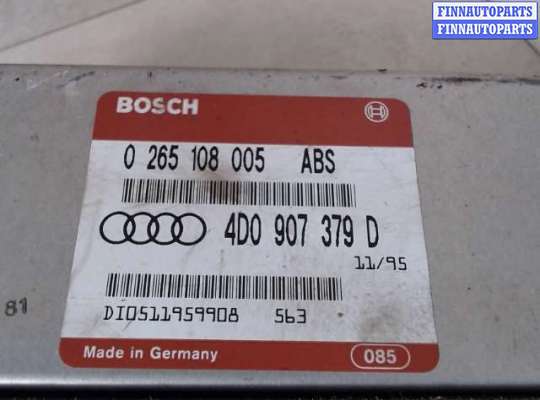 FINNAUTOPARTS
FINNAUTOPARTS
BOSCH
0 265 108 005 ABS
4D0 907 379 D
11/95
DI0511959908 563
81
Made in Germany 085